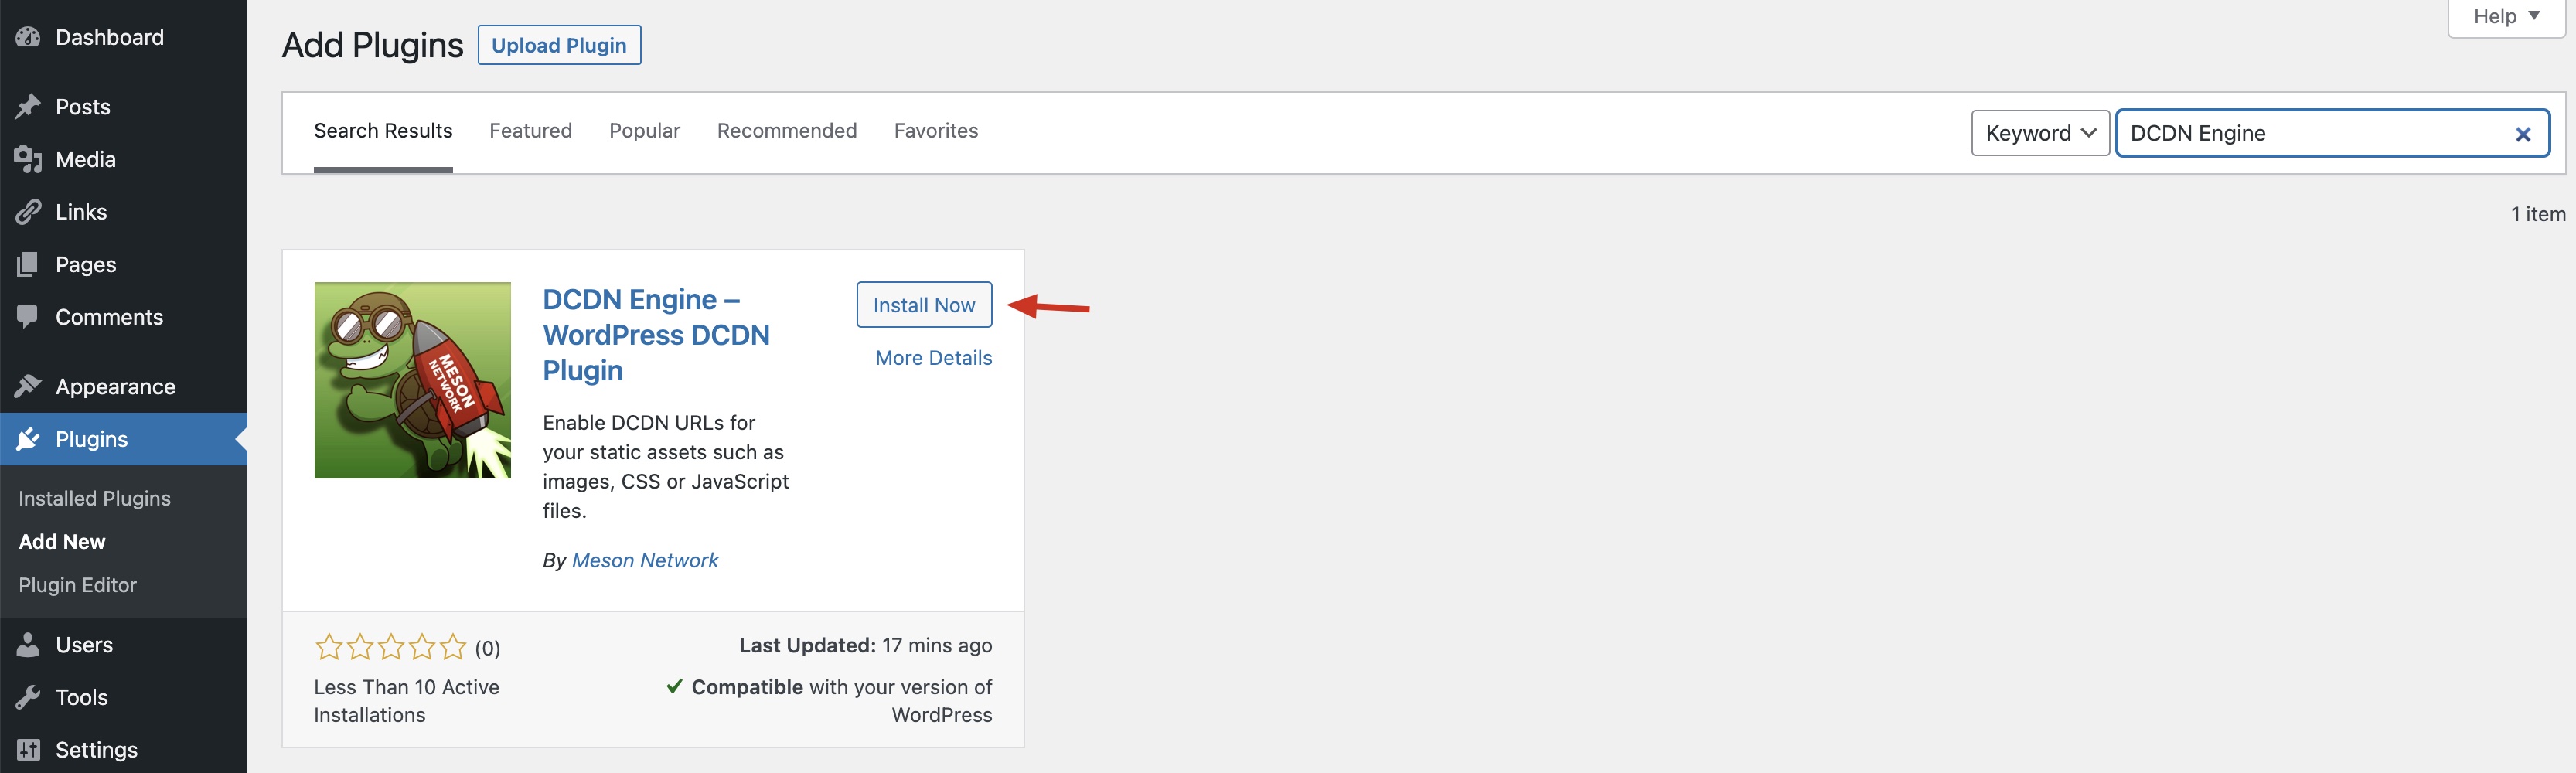 Dashboard
Posts
Media
Links
Pages
Comments
Appearance
Plugins
Installed Plugins
Add New
Plugin Editor
Users
Tools
Settings
Help
Add Plugins
Upload Plugin
Search Results
Featured
Popular
Recommended
Favorites
Keyword
DCDN Engine
1 item
MESON
NETWORK
DCDN Engine –
WordPress DCDN
Plugin
Install Now
More Details
Enable DCDN URLs for
your static assets such as
images, CSS or JavaScript
files.
By Meson Network
(0)
Less Than 10 Active
Installations
Last Updated: 17 mins ago
Compatible with your version of
WordPress